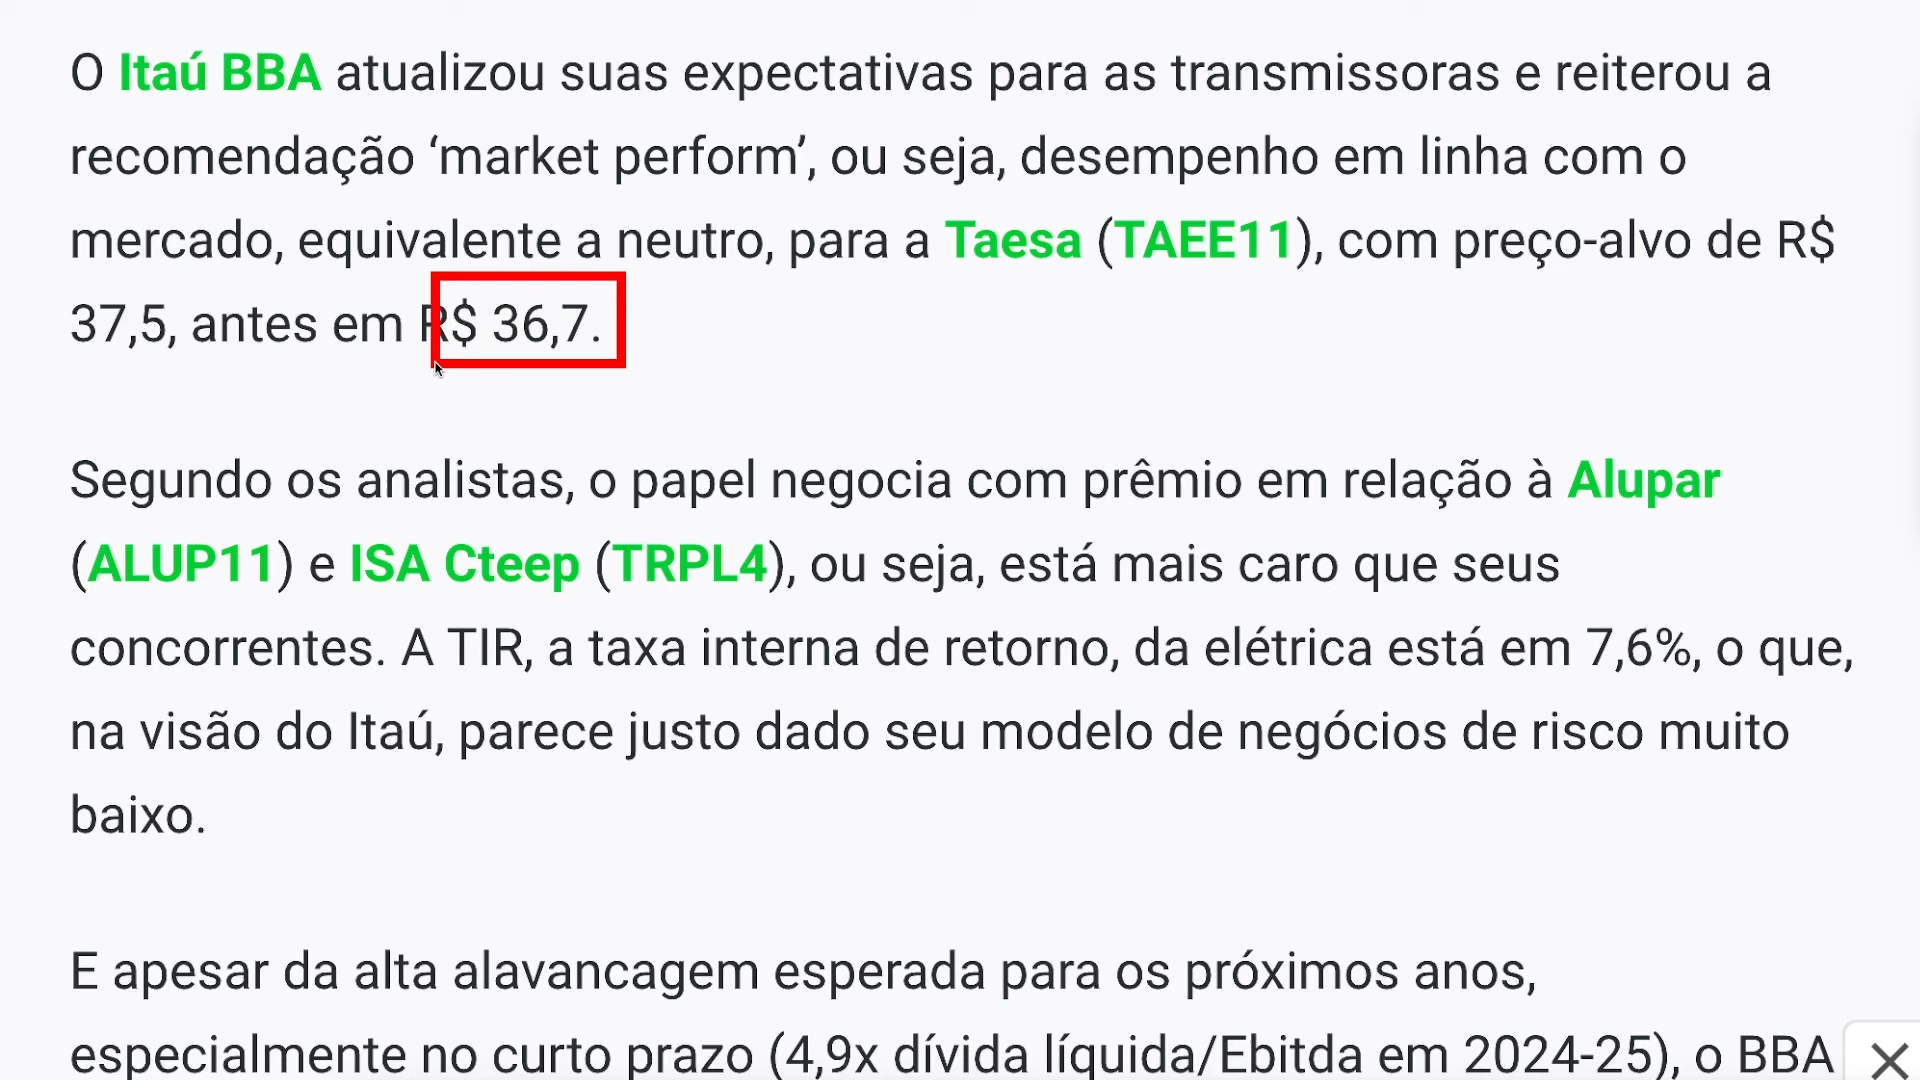 O Itaú BBA atualizou suas expectativas para as transmissoras e reiterou a
recomendação ‘market perform’, ou seja, desempenho em linha com o
mercado, equivalente a neutro, para a Taesa (TAEE11), com preço-alvo de R$
37,5, antes em R$ 36,7.
Segundo os analistas, o papel negocia com prêmio em relação à Alupar
(ALUP11) e ISA Cteep (TRPL4), ou seja, está mais caro que seus
concorrentes. A TIR, a taxa interna de retorno, da elétrica está em 7,6%, o que,
na visão do Itaú, parece justo dado seu modelo de negócios de risco muito
baixo.
E apesar da alta alavancagem esperada para os próximos anos,
especialmente no curto prazo (4,9x dívida líquida/Ebitda em 2024-25), o BBA